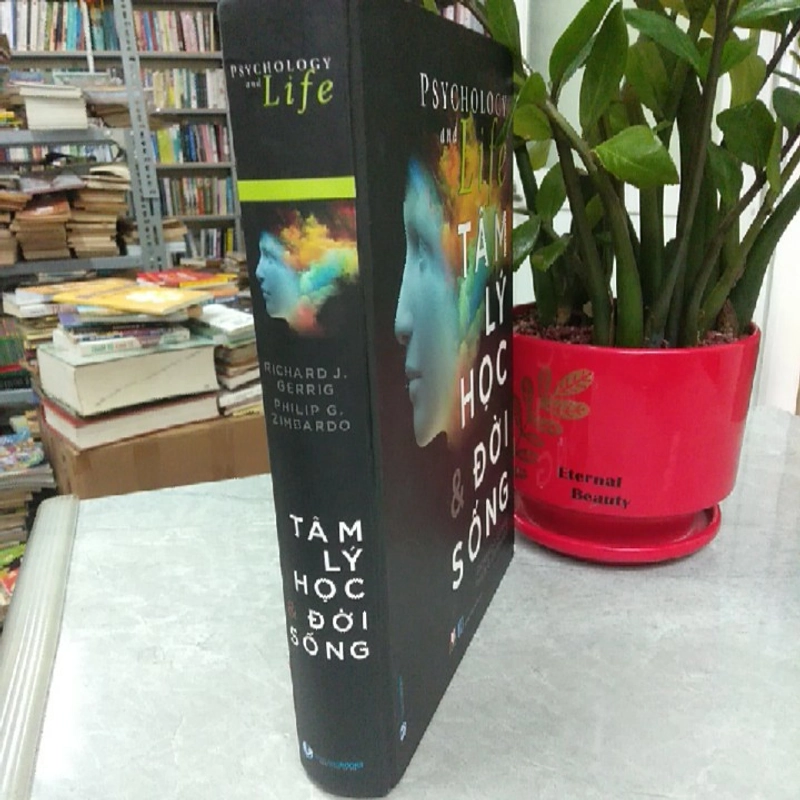 PSYCHOLOGY
and Life
RICHARD J.
GERRIG
PHILIP G.
ZIMBARDO
TÂM
LÝ
HỌC
& ĐỜI
SỐNG
PSYCHOLOGY
and Life
TÂM
LÝ
HỌC
& ĐỜI
SỐNG
Eternal
Beauty